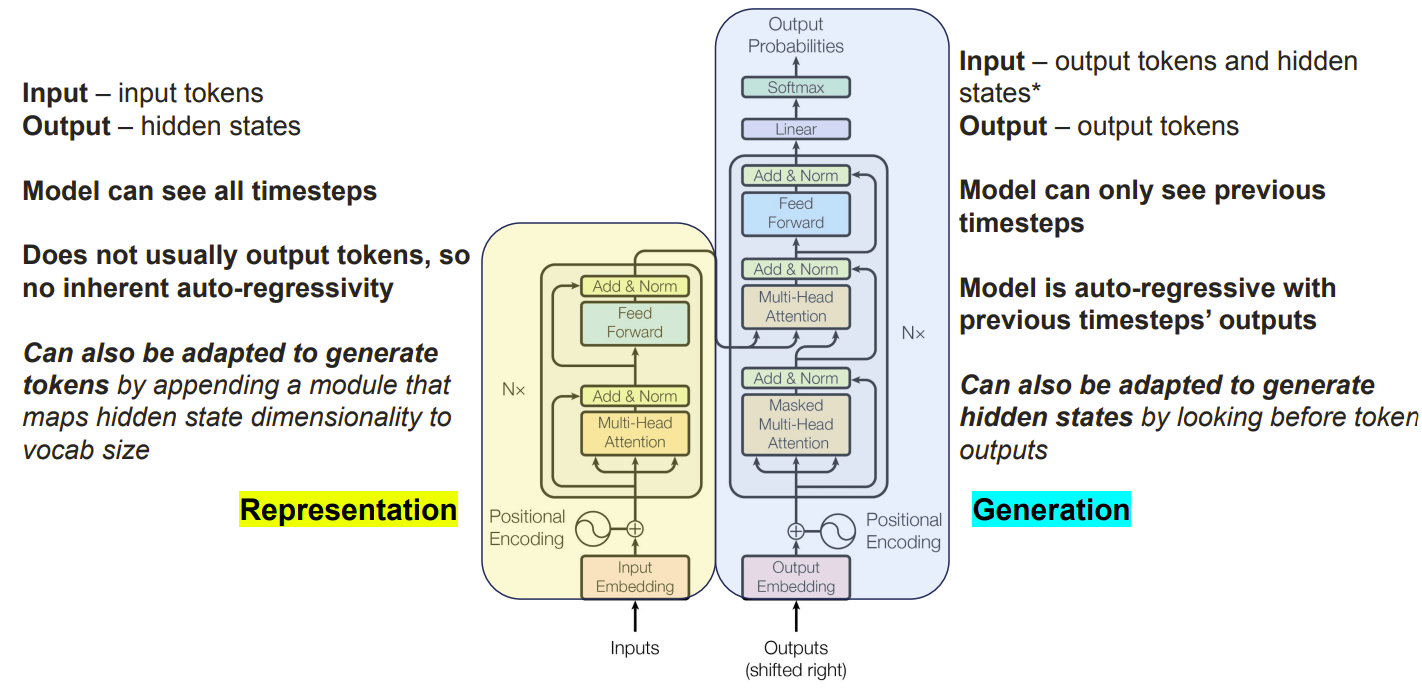 Input – input tokens
Output – hidden states
Model can see all timesteps
Does not usually output tokens, so
no inherent auto-regressivity
Can also be adapted to generate
tokens by appending a module that
maps hidden state dimensionality to
vocab size
Representation
Output
Probabilities
Softmax
Linear
Add & Norm
Feed
Forward
Add & Norm
Multi-Head
Attention
Add & Norm
Masked
Multi-Head
Attention
N×
Positional
Encoding
Output
Embedding
Outputs
(shifted right)
Add & Norm
Feed
Forward
Add & Norm
Multi-Head
Attention
N×
Positional
Encoding
Input
Embedding
Inputs
Input – output tokens and hidden
states*
Output – output tokens
Model can only see previous
timesteps
Model is auto-regressive with
previous timesteps’ outputs
Can also be adapted to generate
hidden states by looking before token
outputs
Generation